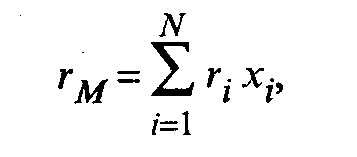 r_M = \sum_{i=1}^{N} r_i x_i,